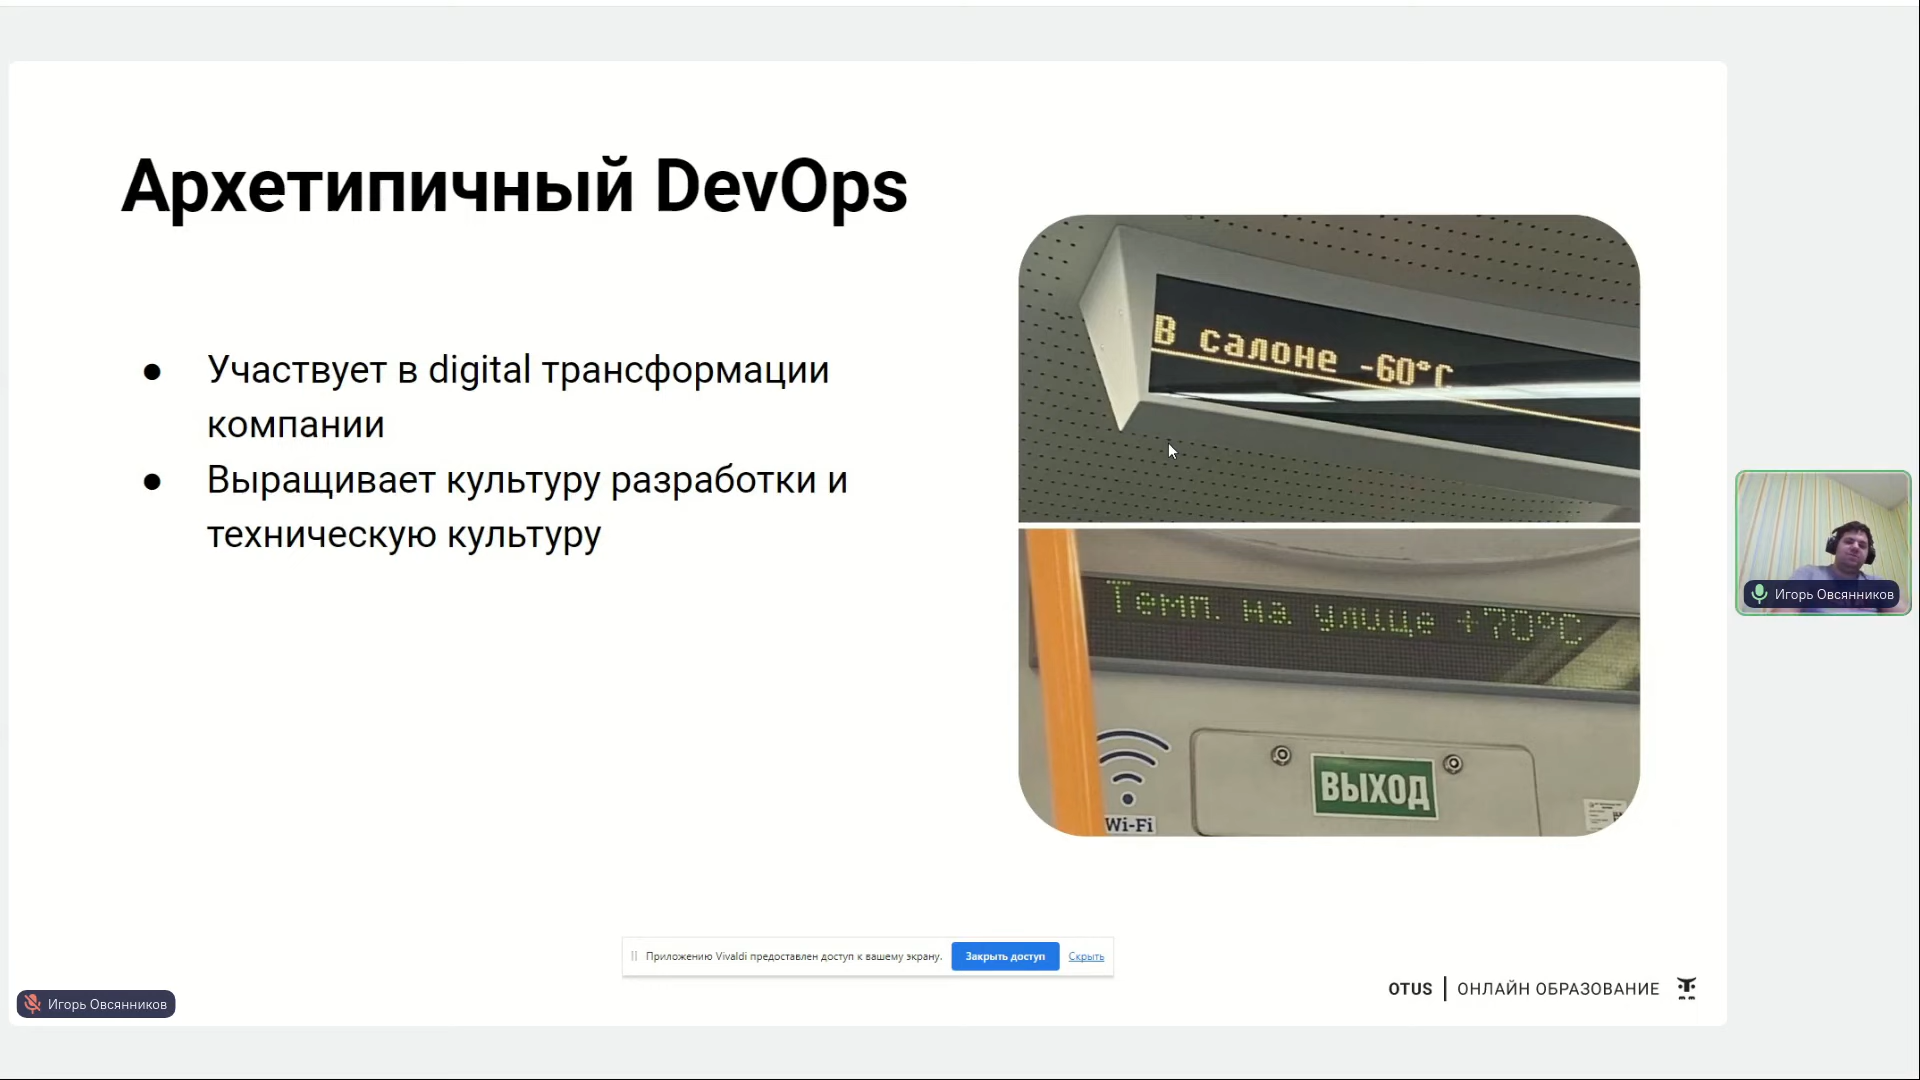 Архетипичный DevOps
Участвует в digital трансформации
компании
Выращивает культуру разработки и
техническую культуру
В салоне -60°C
Темп. на улице +70°C
Wi-Fi
ВЫХОД
Игорь Овсянников
Приложению Vivaldi предоставлен доступ к вашему экрану.
Закрыть доступ
Скрыть
OTUS | ОНЛАЙН ОБРАЗОВАНИЕ
Игорь Овсянников